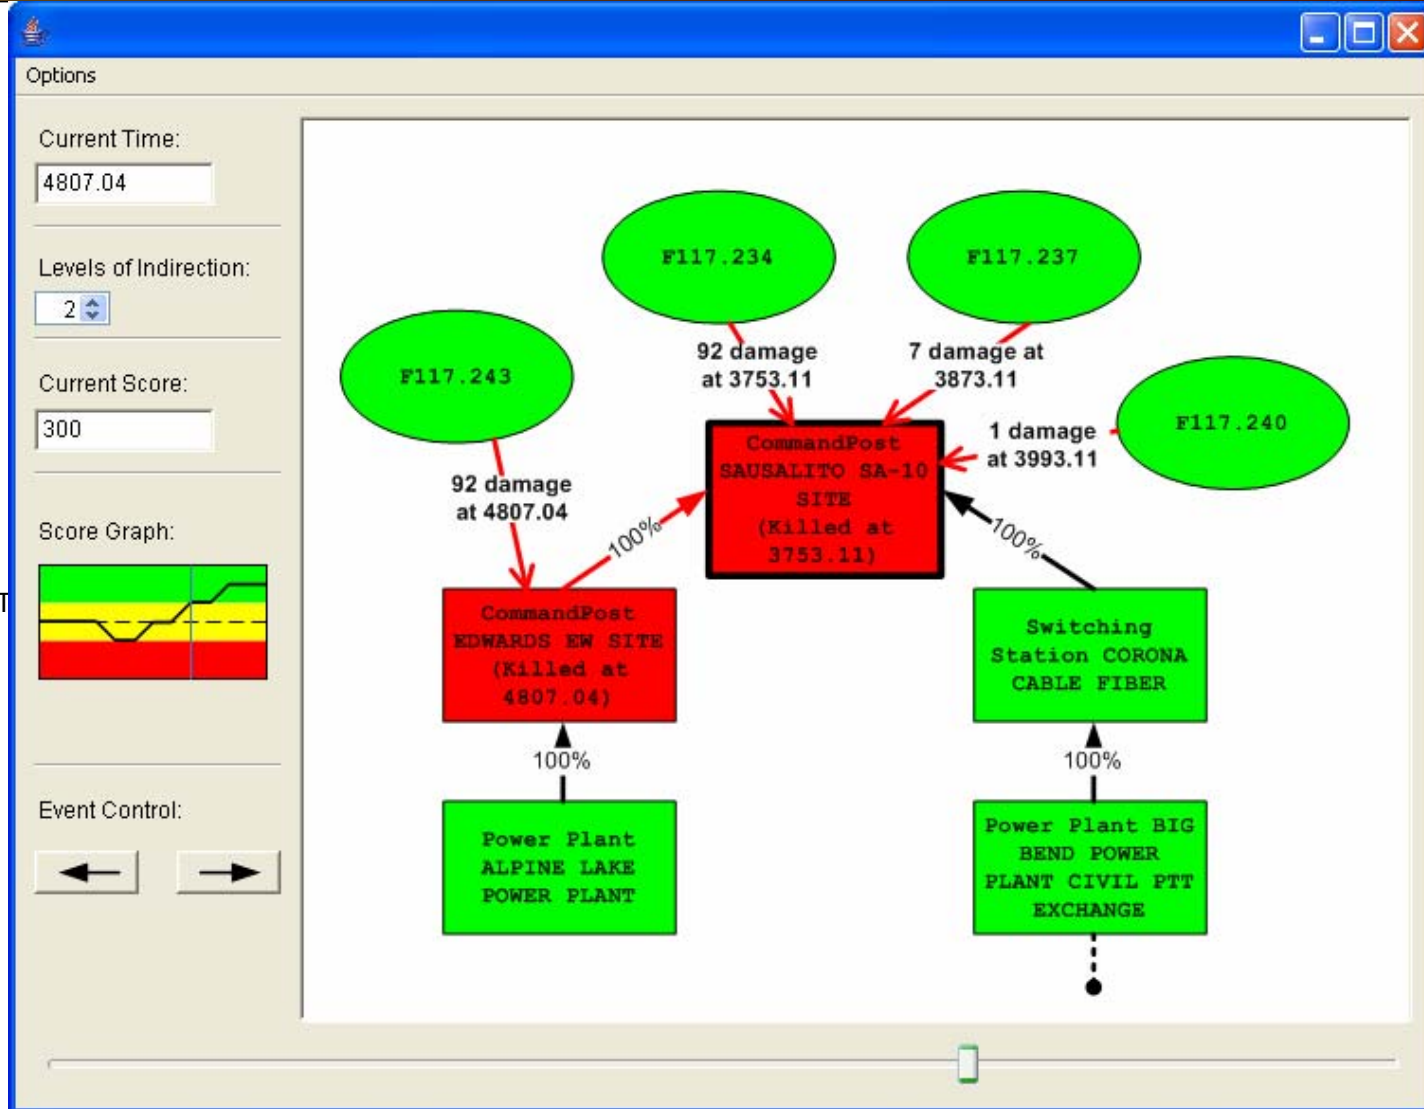 Options
Current Time:
4807.04
Levels of Indirection:
2
Current Score:
300
Score Graph:
T
Event Control:
F117.234
F117.237
F117.243
F117.240
92 damage
at 3753.11
7 damage at
3873.11
1 damage
at 3993.11
92 damage
at 4807.04
CommandPost
SAUSALITO SA-10
SITE
(Killed at
3753.11)
100%
100%
CommandPost
EDWARDS EW SITE
(Killed at
4807.04)
Switching
Station CORONA
CABLE FIBER
100%
100%
Power Plant
ALPINE LAKE
POWER PLANT
Power Plant BIG
BEND POWER
PLANT CIVIL PTT
EXCHANGE